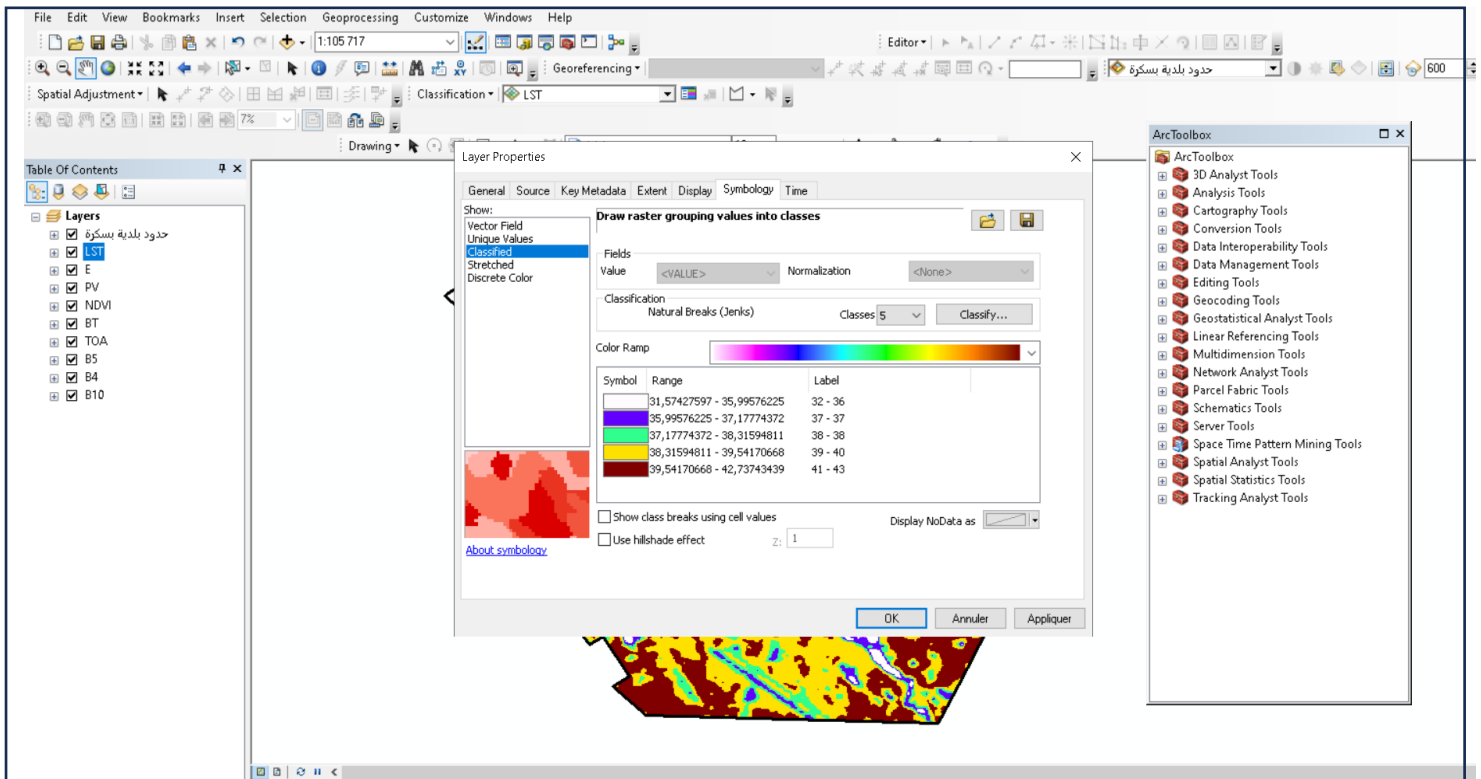 File Edit View Bookmarks Insert Selection Geoprocessing Customize Windows Help
1:105 717
Editor
Georeferencing
حدود بلدية بسكرة
600
Spatial Adjustment
Classification
LST
7%
Drawing
Table Of Contents
Layers
حدود بلدية بسكرة
LST
E
PV
NDVI
BT
TOA
B5
B4
B10
Layer Properties
General Source Key Metadata Extent Display Symbology Time
Show:
Vector Field
Unique Values
Classified
Stretched
Discrete Color
About symbology
Draw raster grouping values into classes
Fields
Value <VALUE> Normalization <None>
Classification
Natural Breaks (Jenks) Classes 5 Classify...
Color Ramp
Symbol Range Label
31,57427597 - 35,99576225 32 - 36
35,99576225 - 37,17774372 37 - 37
37,17774372 - 38,31594811 38 - 38
38,31594811 - 39,54170668 39 - 40
39,54170668 - 42,73743439 41 - 43
Show class breaks using cell values Display NoData as
Use hillshade effect Z: 1
OK Annuler Appliquer
ArcToolbox
ArcToolbox
3D Analyst Tools
Analysis Tools
Cartography Tools
Conversion Tools
Data Interoperability Tools
Data Management Tools
Editing Tools
Geocoding Tools
Geostatistical Analyst Tools
Linear Referencing Tools
Multidimension Tools
Network Analyst Tools
Parcel Fabric Tools
Schematics Tools
Server Tools
Space Time Pattern Mining Tools
Spatial Analyst Tools
Spatial Statistics Tools
Tracking Analyst Tools